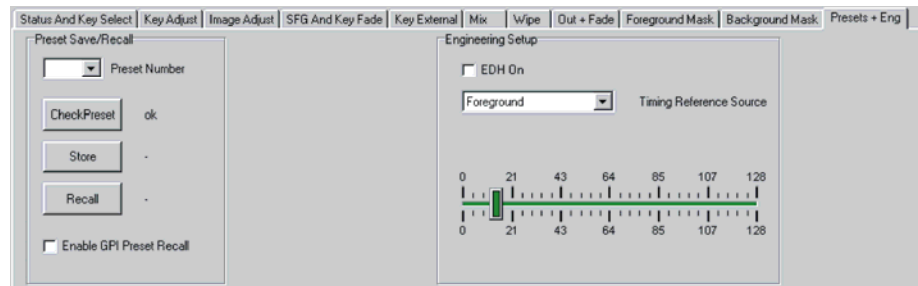 Status And Key Select Key Adjust Image Adjust SFG And Key Fade Key External Mix Wipe Out + Fade Foreground Mask Background Mask Presets + Eng
Preset Save/Recall
Preset Number
CheckPreset ok
Store -
Recall -
Enable GPI Preset Recall
Engineering Setup
EDH On
Foreground Timing Reference Source
0 21 43 64 85 107 128
0 21 43 64 85 107 128